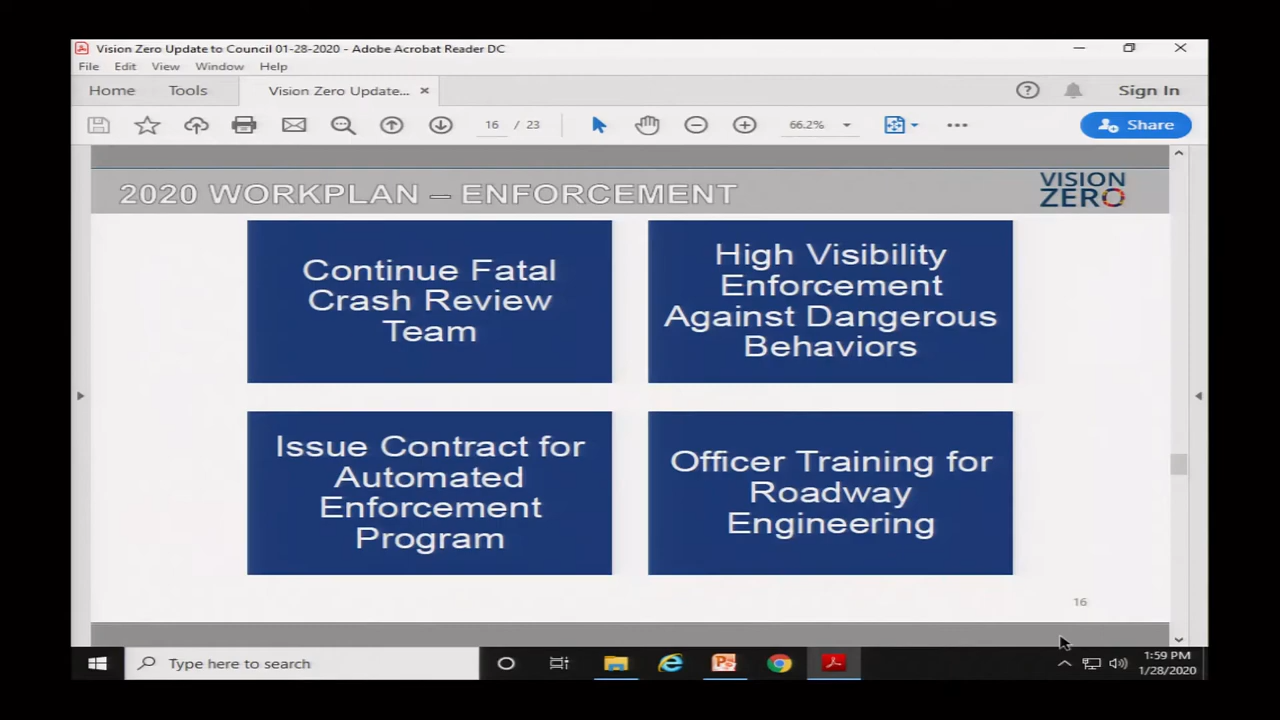 Vision Zero Update to Council 01-28-2020 - Adobe Acrobat Reader DC
File Edit View Window Help
Home Tools Vision Zero Update... Sign In
16 / 23 66.2% Share
2020 WORKPLAN – ENFORCEMENT
VISION
ZERO
Continue Fatal
Crash Review
Team
High Visibility
Enforcement
Against Dangerous
Behaviors
Issue Contract for
Automated
Enforcement
Program
Officer Training for
Roadway
Engineering
16
Type here to search
1:59 PM
1/28/2020